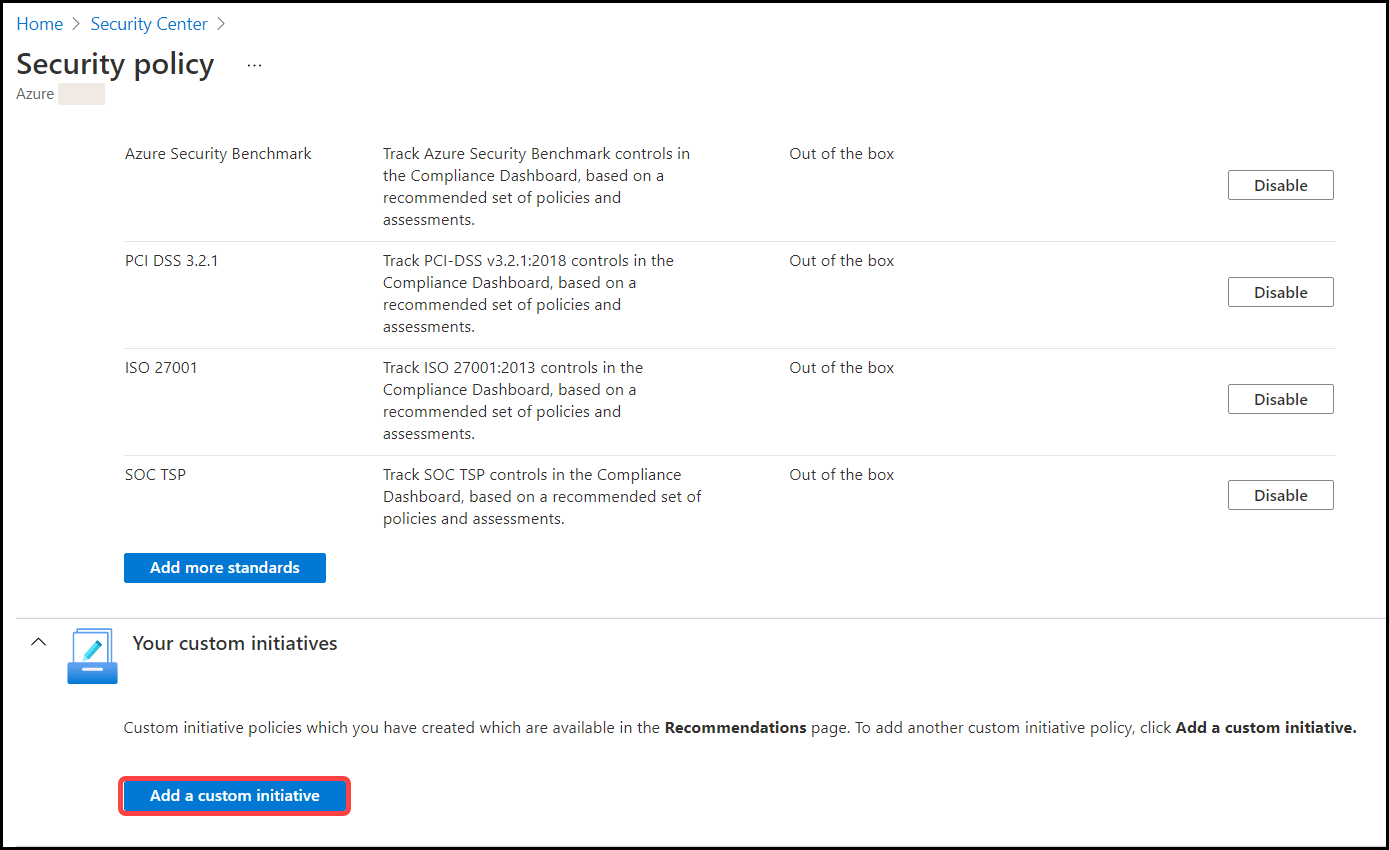 Home > Security Center >
Security policy ...
Azure
Azure Security Benchmark
Track Azure Security Benchmark controls in
the Compliance Dashboard, based on a
recommended set of policies and
assessments.
Out of the box
Disable
PCI DSS 3.2.1
Track PCI-DSS v3.2.1:2018 controls in the
Compliance Dashboard, based on a
recommended set of policies and
assessments.
Out of the box
Disable
ISO 27001
Track ISO 27001:2013 controls in the
Compliance Dashboard, based on a
recommended set of policies and
assessments.
Out of the box
Disable
SOC TSP
Track SOC TSP controls in the Compliance
Dashboard, based on a recommended set of
policies and assessments.
Out of the box
Disable
Add more standards
Your custom initiatives
Custom initiative policies which you have created which are available in the Recommendations page. To add another custom initiative policy, click Add a custom initiative.
Add a custom initiative